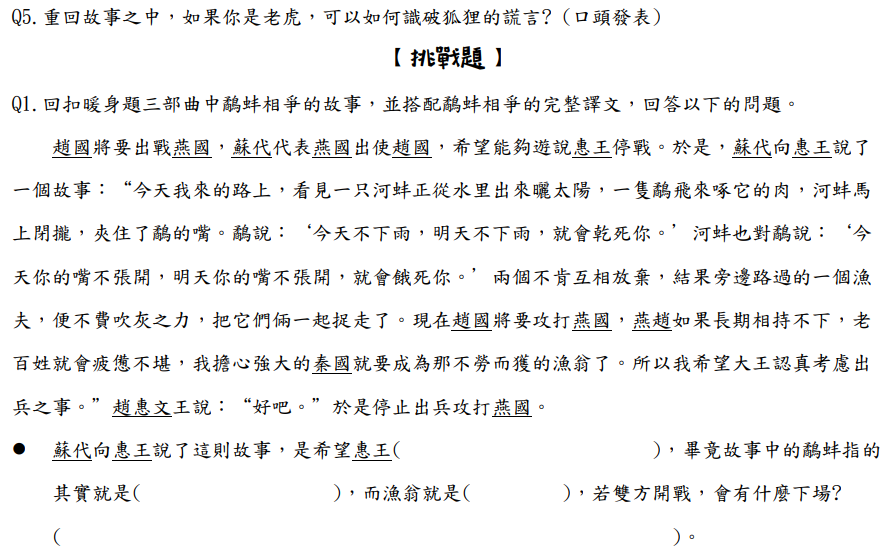 Q5.重回故事之中，如果你是老虎，可以如何識破狐狸的謊言?(口頭發表)
【 挑戰題 】
Q1.回扣暖身題三部曲中鷸蚌相爭的故事，並搭配鷸蚌相爭的完整譯文，回答以下的問題。
趙國將要出戰燕國，蘇代代表燕國出使趙國，希望能夠遊說惠王停戰。於是，蘇代向惠王說了
一個故事：“今天我來的路上，看見一只河蚌正從水里出來曬太陽，一隻鷸飛來啄它的肉，河蚌馬
上閉攏，夾住了鷸的嘴。鷸說：‘今天不下雨，明天不下雨，就會乾死你。’河蚌也對鷸說：‘今
天你的嘴不張開，明天你的嘴不張開，就會餓死你。’兩個不肯互相放棄，結果旁邊路過的一個漁
夫，便不費吹灰之力，把它們倆一起捉走了。現在趙國將要攻打燕國，燕趙如果長期相持不下，老
百姓就會疲憊不堪，我擔心強大的秦國就要成為那不勞而獲的漁翁了。所以我希望大王認真考慮出
兵之事。”趙惠文王說：“好吧。”於是停止出兵攻打燕國。
● 蘇代向惠王說了這則故事，是希望惠王( )，畢竟故事中的鷸蚌指的
其實就是( )，而漁翁就是( )，若雙方開戰，會有什麼下場?
( )。